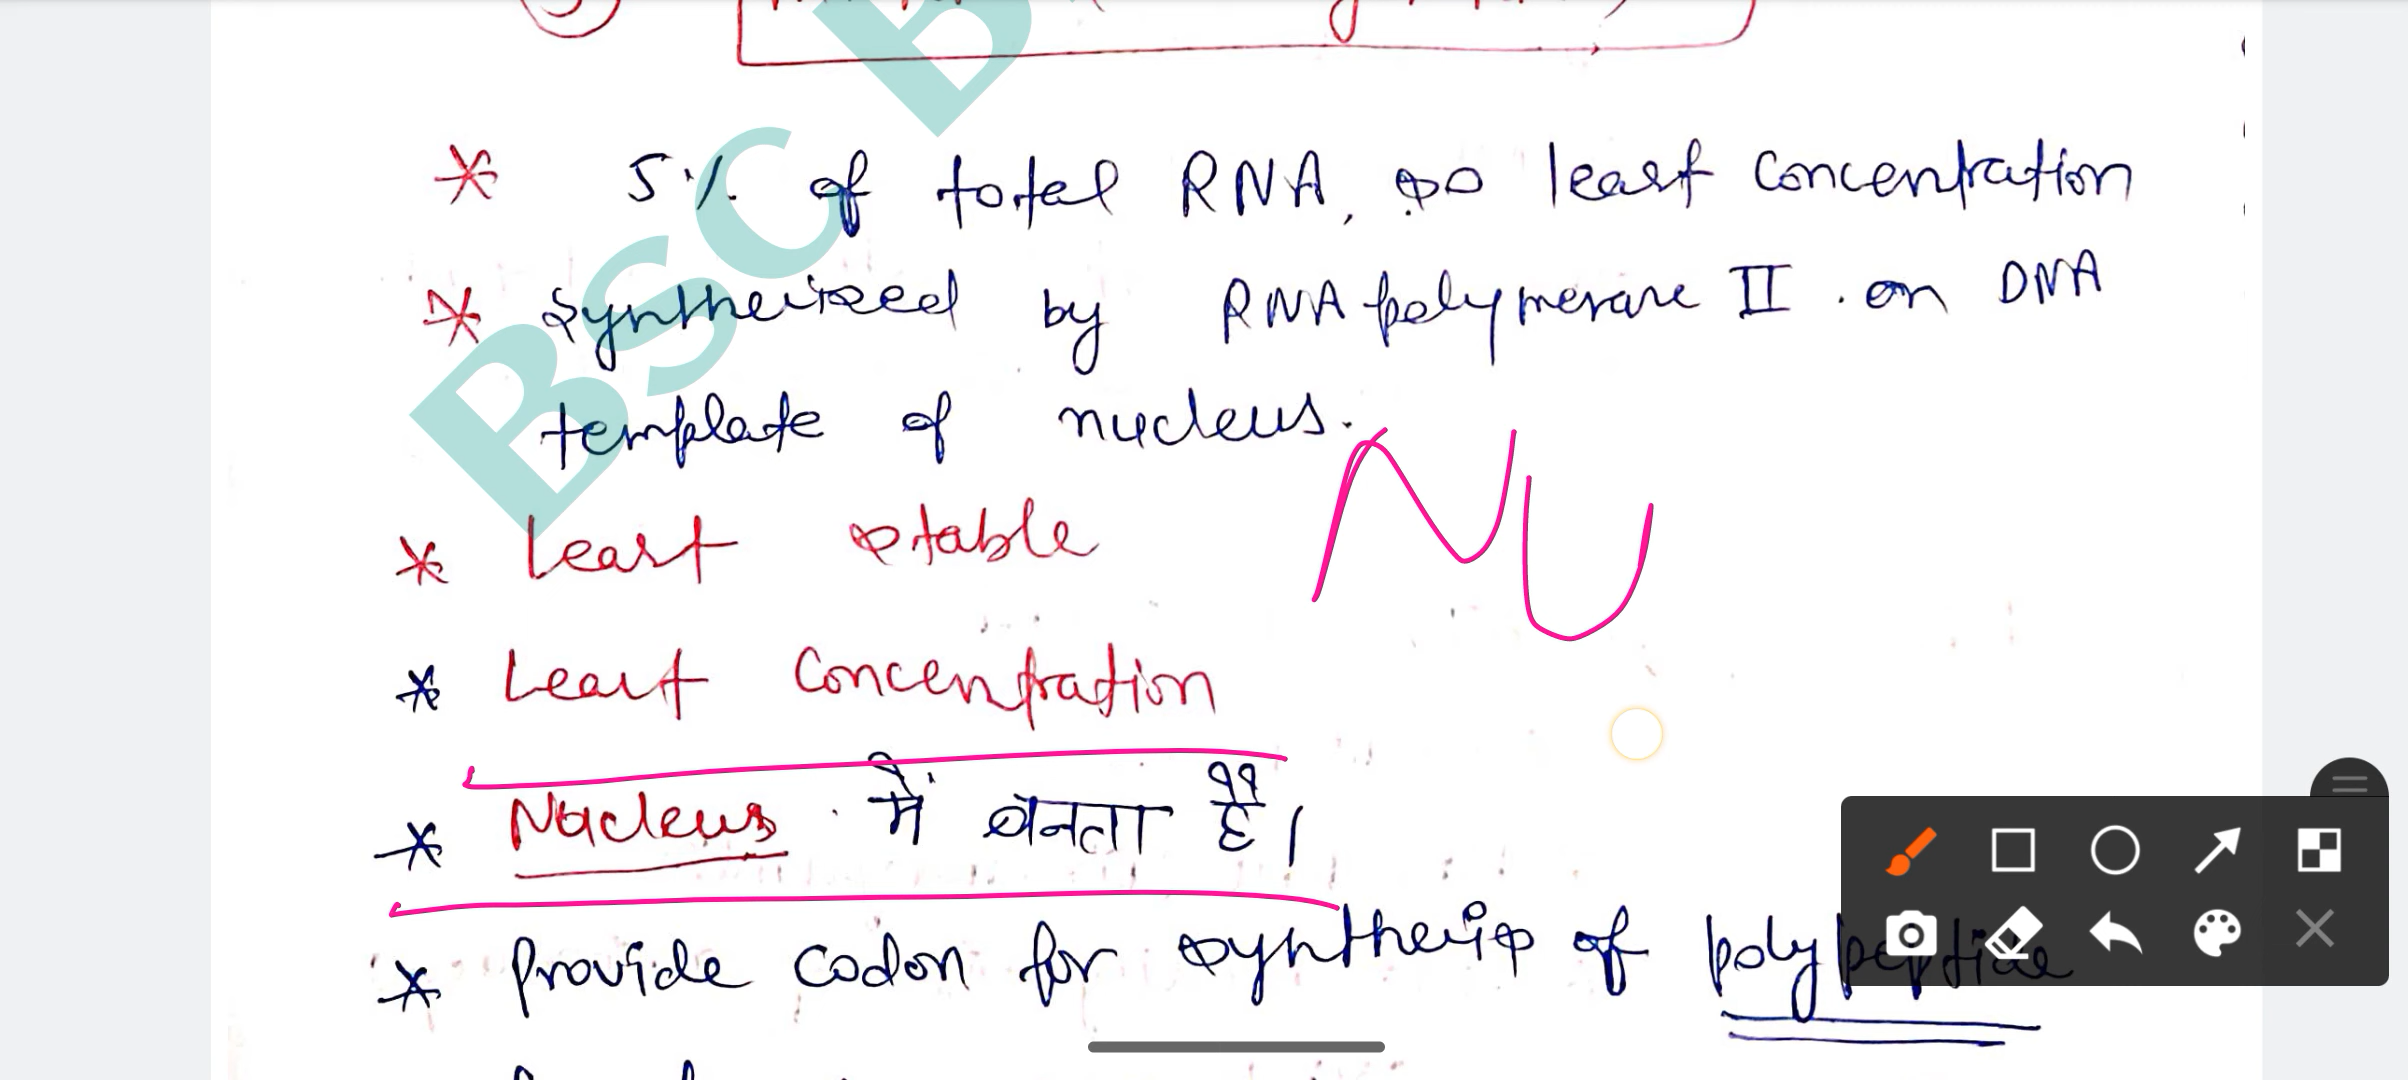 BSC B
* 5% of total RNA, so least concentration
* Synthesized by RNA polymerase II . on DNA
template of nucleus.
* Least stable
NU
* Least Concentration
* Nucleus में बनता है।
* Provide codon for synthesis of polypeptide